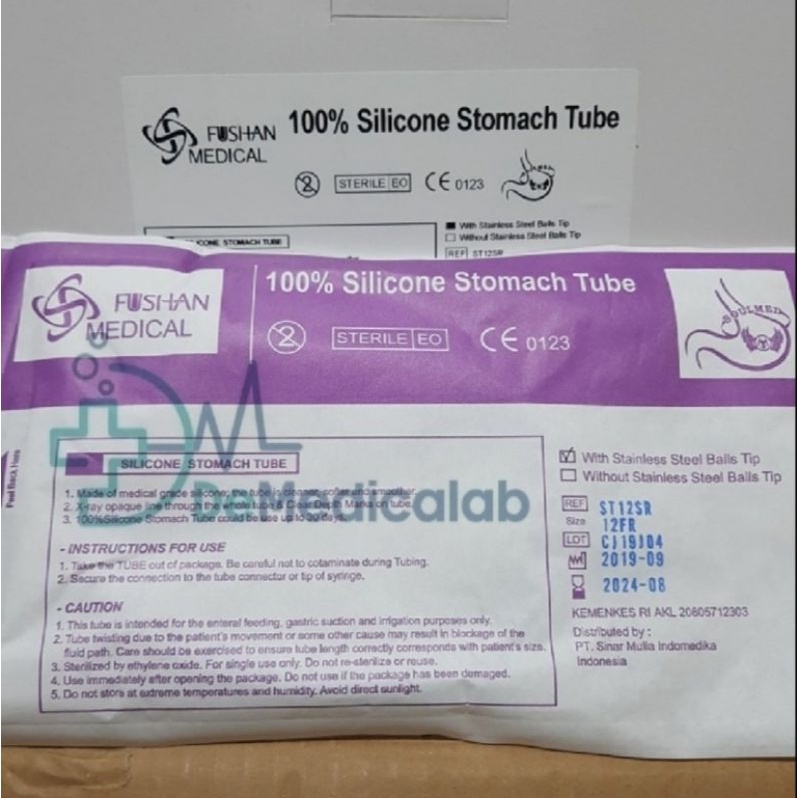 FUSHAN
MEDICAL
100% Silicone Stomach Tube
STERILE EO
CE 0123
With Stainless Steel Balls Tip
Without Stainless Steel Balls Tip
REF ST12SR
STOMACH TUBE
FUSHAN
MEDICAL
100% Silicone Stomach Tube
STERILE EO
CE 0123
SOULMED
Peel Back Here
SILICONE STOMACH TUBE
1. Made of medical grade silicone, the tube is cleaner, softer and smoother.
2. X-ray opaque line through the whole tube & Clear Depth Marks on tube.
3. 100%Silicone Stomach Tube could be use up to 30 days.
DeMedicalab
- INSTRUCTIONS FOR USE
1. Take the TUBE out of package. Be careful not to cotaminate during Tubing.
2. Secure the connection to the tube connector or tip of syringe.
- CAUTION
1. This tube is intended for the enteral feeding, gastric suction and irrigation purposes only.
2. Tube twisting due to the patient's movement or some other cause may result in blockage of the
fluid path. Care should be exercised to ensure tube length correctly corresponds with patient's size.
3. Sterilized by ethylene oxide. For single use only. Do not re-sterilize or reuse.
4. Use immediately after opening the package. Do not use if the package has been damaged.
5. Do not store at extreme temperatures and humidity. Avoid direct sunlight.
With Stainless Steel Balls Tip
Without Stainless Steel Balls Tip
REF ST12SR
Size 12FR
LOT CJ19J04
2019-09
2024-08
KEMENKES RI AKL 20805712303
Distributed by :
PT. Sinar Mulia Indomedika
Indonesia